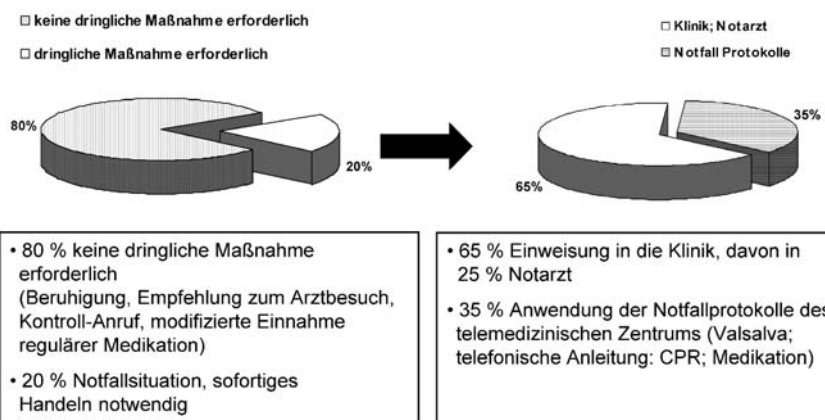 keine dringliche Maßnahme erforderlich
dringliche Maßnahme erforderlich
80%
20%
Klinik; Notarzt
Notfall Protokolle
35%
65%
• 80 % keine dringliche Maßnahme
erforderlich
(Beruhigung, Empfehlung zum Arztbesuch,
Kontroll-Anruf, modifizierte Einnahme
regulärer Medikation)
• 20 % Notfallsituation, sofortiges
Handeln notwendig
• 65 % Einweisung in die Klinik, davon in
25 % Notarzt
• 35 % Anwendung der Notfallprotokolle des
telemedizinischen Zentrums (Valsalva;
telefonische Anleitung: CPR; Medikation)